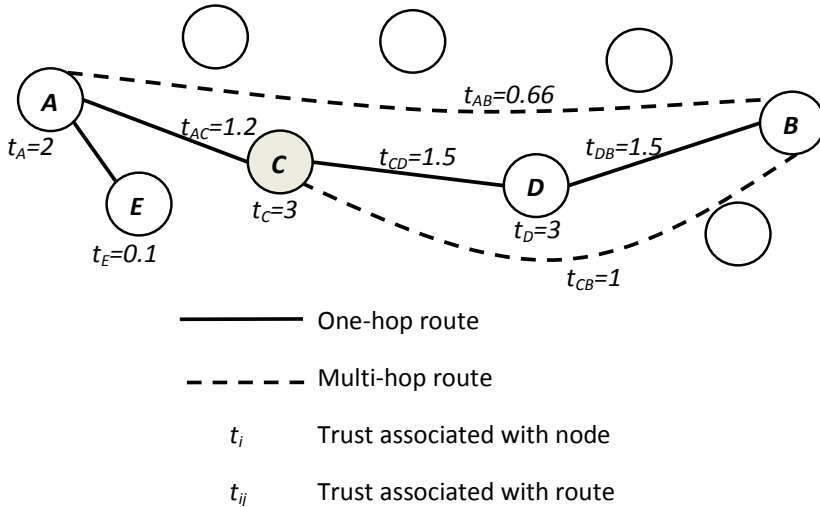 t_AB=0.66
A
B
t_AC=1.2
t_A=2
t_CD=1.5
t_DB=1.5
C
D
E
t_C=3
t_D=3
t_E=0.1
t_CB=1
One-hop route
Multi-hop route
t_i Trust associated with node
t_ij Trust associated with route